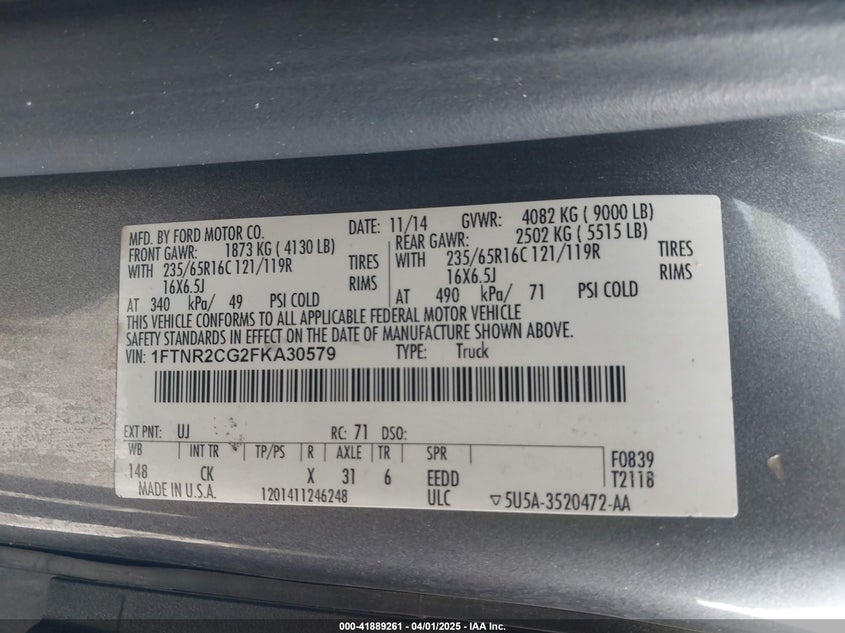 MFD. BY FORD MOTOR CO.
DATE: 11/14
GVWR: 4082 KG ( 9000 LB)
FRONT GAWR: 1873 KG ( 4130 LB)
REAR GAWR: 2502 KG ( 5515 LB)
WITH 235/65R16C 121/119R TIRES
WITH 235/65R16C 121/119R TIRES
16X6.5J RIMS
16X6.5J RIMS
AT 340 kPa/ 49 PSI COLD
AT 490 kPa/ 71 PSI COLD
THIS VEHICLE CONFORMS TO ALL APPLICABLE FEDERAL MOTOR VEHICLE
SAFETY STANDARDS IN EFFECT ON THE DATE OF MANUFACTURE SHOWN ABOVE.
VIN: 1FTNR2CG2FKA30579 TYPE: Truck
EXT PNT: UJ RC: 71 DSO:
WB INT TR TP/PS R AXLE TR SPR
148 CK X 31 6 EEDD
F0839
T2118
MADE IN U.S.A. 1201411246248 ULC ▽5U5A-3520472-AA
000-41889261 - 04/01/2025 - IAA Inc.